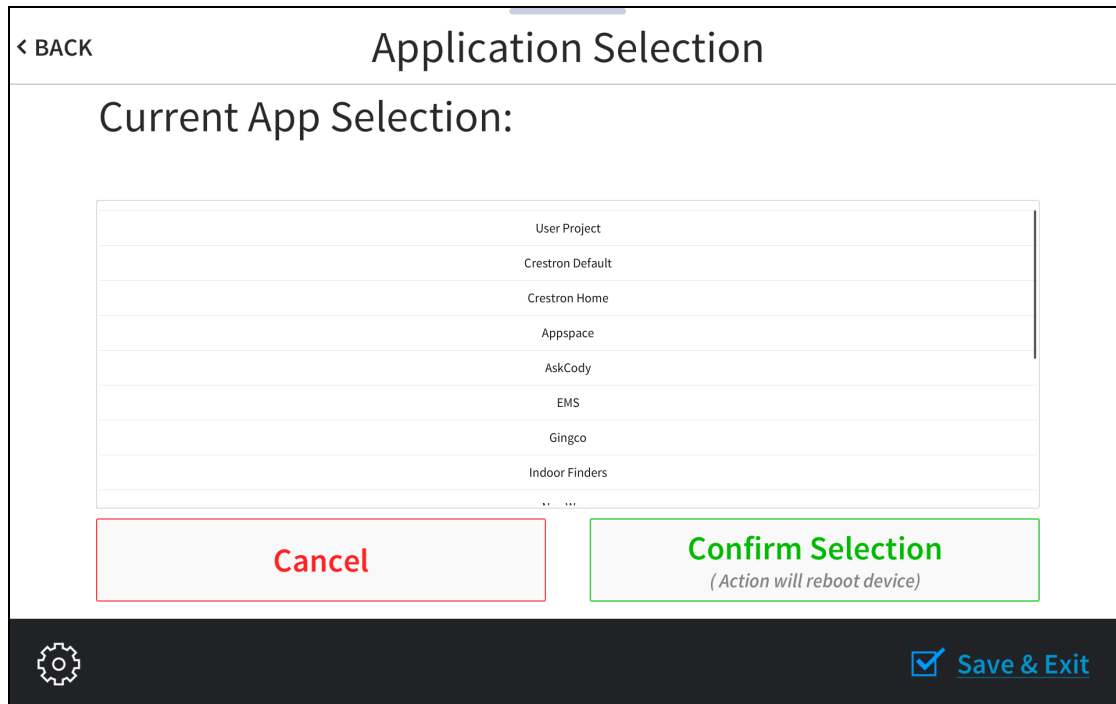 < BACK
Application Selection
Current App Selection:
User Project
Crestron Default
Crestron Home
Appspace
AskCody
EMS
Gingco
Indoor Finders
Cancel
Confirm Selection
( Action will reboot device)
Save & Exit